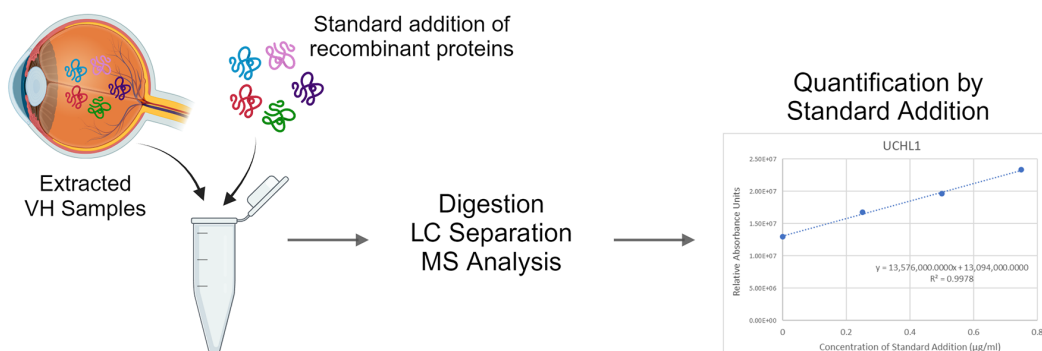 Standard addition of
recombinant proteins
Extracted
VH Samples
Digestion
LC Separation
MS Analysis
Quantification by
Standard Addition
UCHL1
Relative Absorbance Units
2.50E+07
2.00E+07
1.50E+07
1.00E+07
5.00E+06
0.00E+00
y = 13,576,000.0000x + 13,094,000.0000
R² = 0.9978
0
0.2
0.4
0.6
0.8
Concentration of Standard Addition (µg/ml)